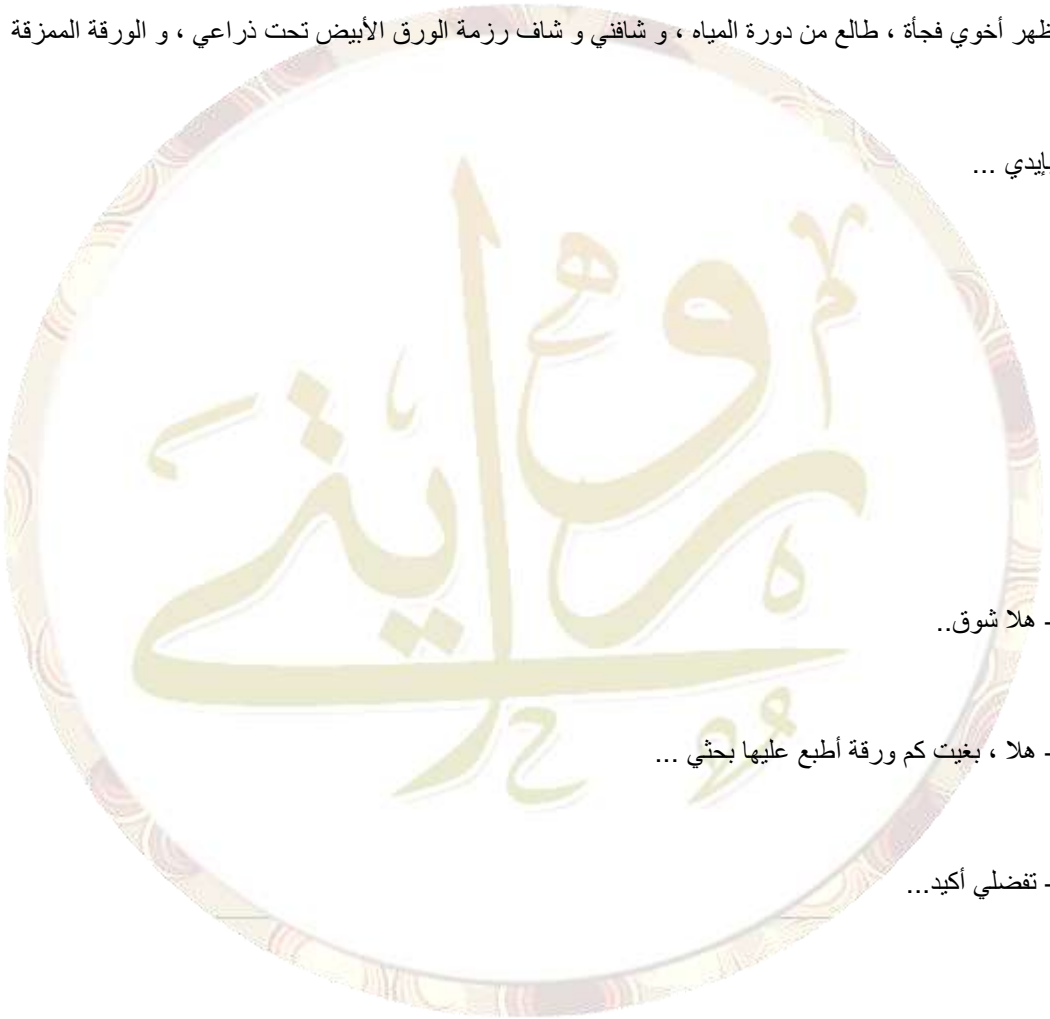 ظهر أخوي فجأة ، طالع من دورة المياه ، و شافني و شاف رزمة الورق الأبيض تحت ذراعي ، و الورقة الممزقة
بإيدي ...
روايتي
- هلا شوق..
- هلا ، بغيت كم ورقة أطبع عليها بحثي ...
- تفضلي أكيد...